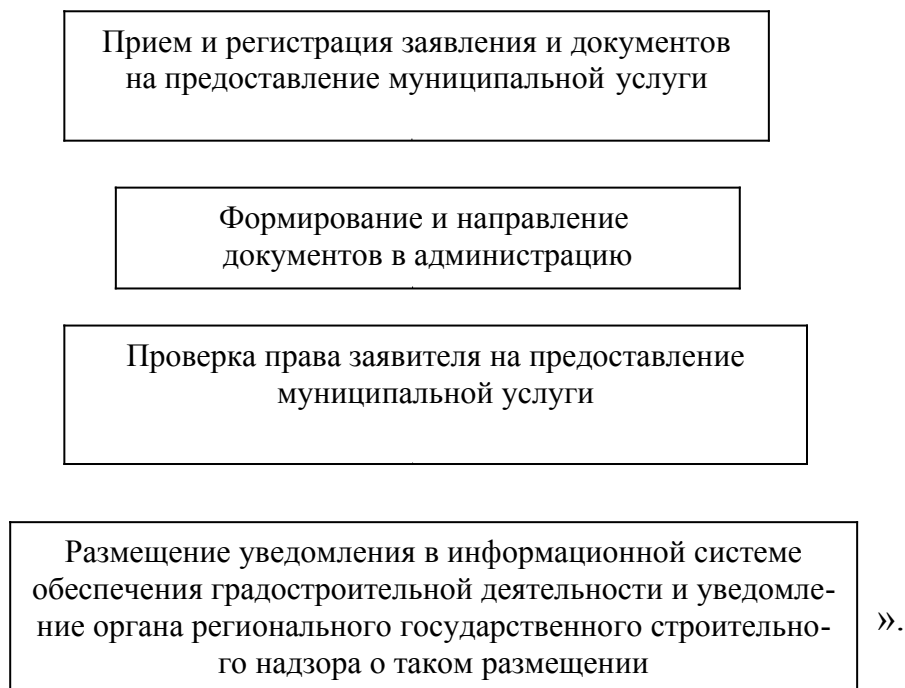 Прием и регистрация заявления и документов
на предоставление муниципальной услуги
Формирование и направление
документов в администрацию
Проверка права заявителя на предоставление
муниципальной услуги
Размещение уведомления в информационной системе
обеспечения градостроительной деятельности и уведомле-
ние органа регионального государственного строительно-
го надзора о таком размещении
».